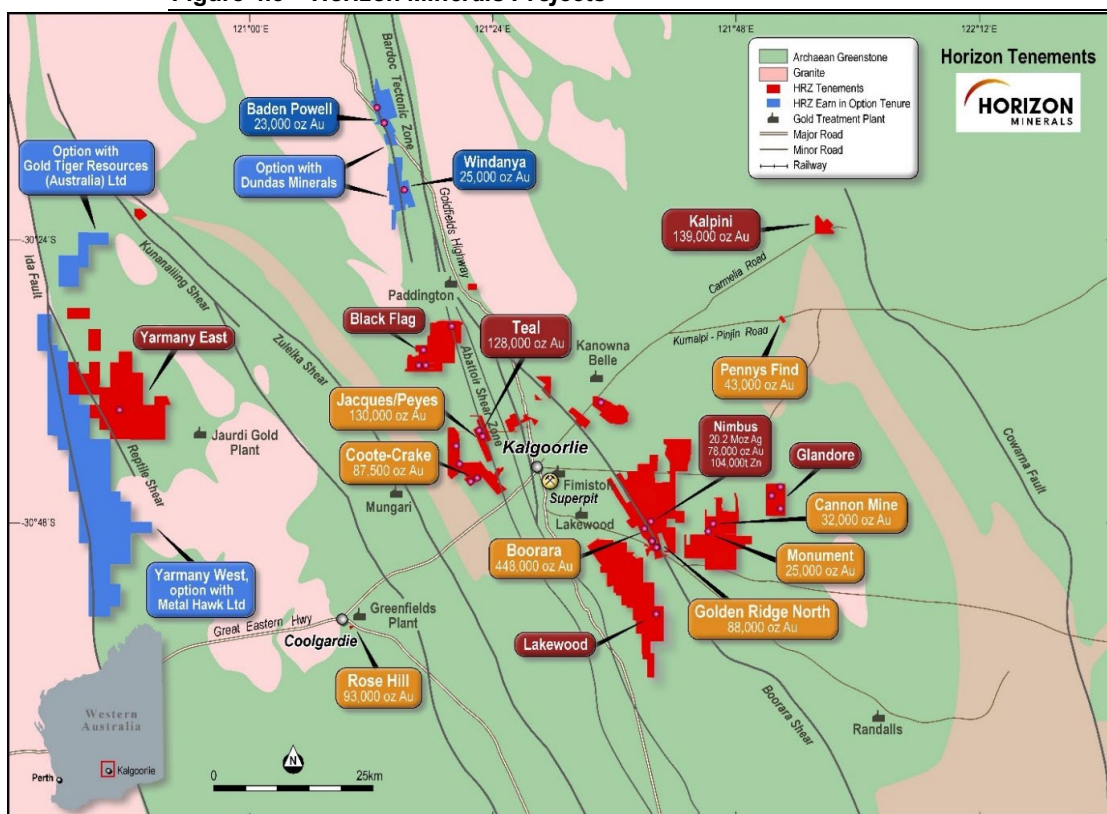 Figure 4.6 – Horizon Minerals Projects
121°00'E
121°24'E
121°48'E
122°12'E
-30°24'S
-30°48'S
Horizon Tenements
HORIZON
MINERALS
Archaean Greenstone
Granite
HRZ Tenements
HRZ Earn in Option Tenure
Gold Treatment Plant
Major Road
Minor Road
Railway
Bardoc Tectonic Zone
Baden Powell
23,000 oz Au
Option with
Gold Tiger Resources
(Australia) Ltd
Option with
Dundas Minerals
Windanya
25,000 oz Au
Goldfields Highway
Kalpini
139,000 oz Au
Carmelia Road
Ida Fault
Kunanalling Shear
Zuleika Shear
Paddington
Black Flag
Teal
128,000 oz Au
Kanowna
Belle
Kurnalpi - Pinjin Road
Pennys Find
43,000 oz Au
Yarmany East
Abattoir Shear
Zone
Jacques/Peyes
130,000 oz Au
Coote-Crake
87,500 oz Au
Kalgoorlie
Nimbus
20.2 Moz Ag
78,000 oz Au
104,000t Zn
Glandore
Jaurdi Gold
Plant
Reptile Shear
Mungari
Fimiston
Superpit
Lakewood
Cannon Mine
32,000 oz Au
Cowarna Fault
Boorara
448,000 oz Au
Monument
25,000 oz Au
Yarmany West,
option with
Metal Hawk Ltd
Golden Ridge North
88,000 oz Au
Greenfields
Plant
Great Eastern Hwy
Coolgardie
Lakewood
Rose Hill
93,000 oz Au
Boorara Shear
Randalls
Western
Australia
Perth
Kalgoorlie
N
0
25km